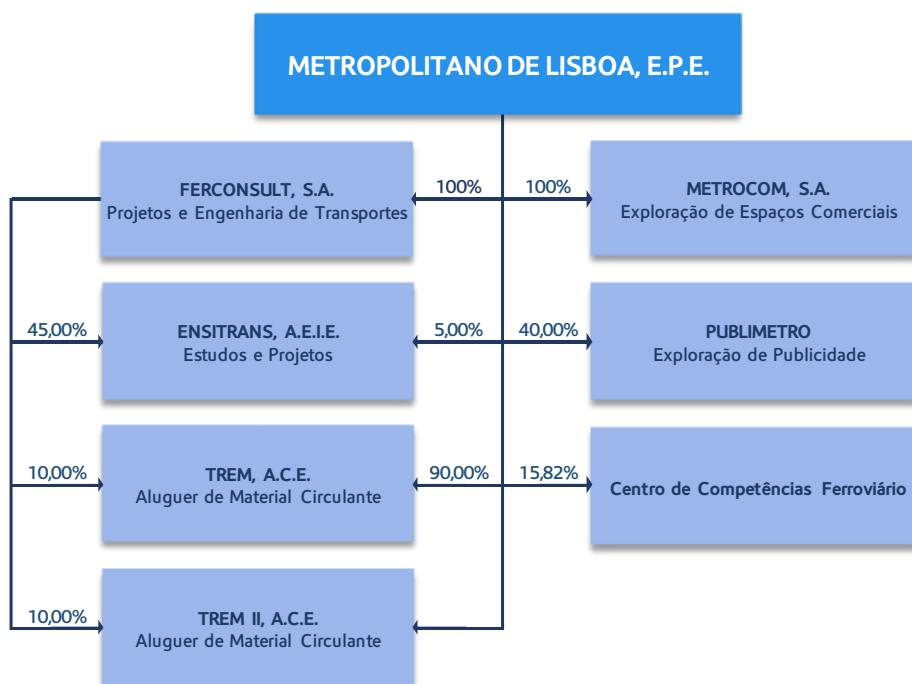 METROPOLITANO DE LISBOA, E.P.E.
FERCONSULT, S.A.
Projetos e Engenharia de Transportes
100%
100%
METROCOM, S.A.
Exploração de Espaços Comerciais
45,00%
ENSITRANS, A.E.I.E.
Estudos e Projetos
5,00%
40,00%
PUBLIMETRO
Exploração de Publicidade
10,00%
TREM, A.C.E.
Aluguer de Material Circulante
90,00%
15,82%
Centro de Competências Ferroviário
10,00%
TREM II, A.C.E.
Aluguer de Material Circulante